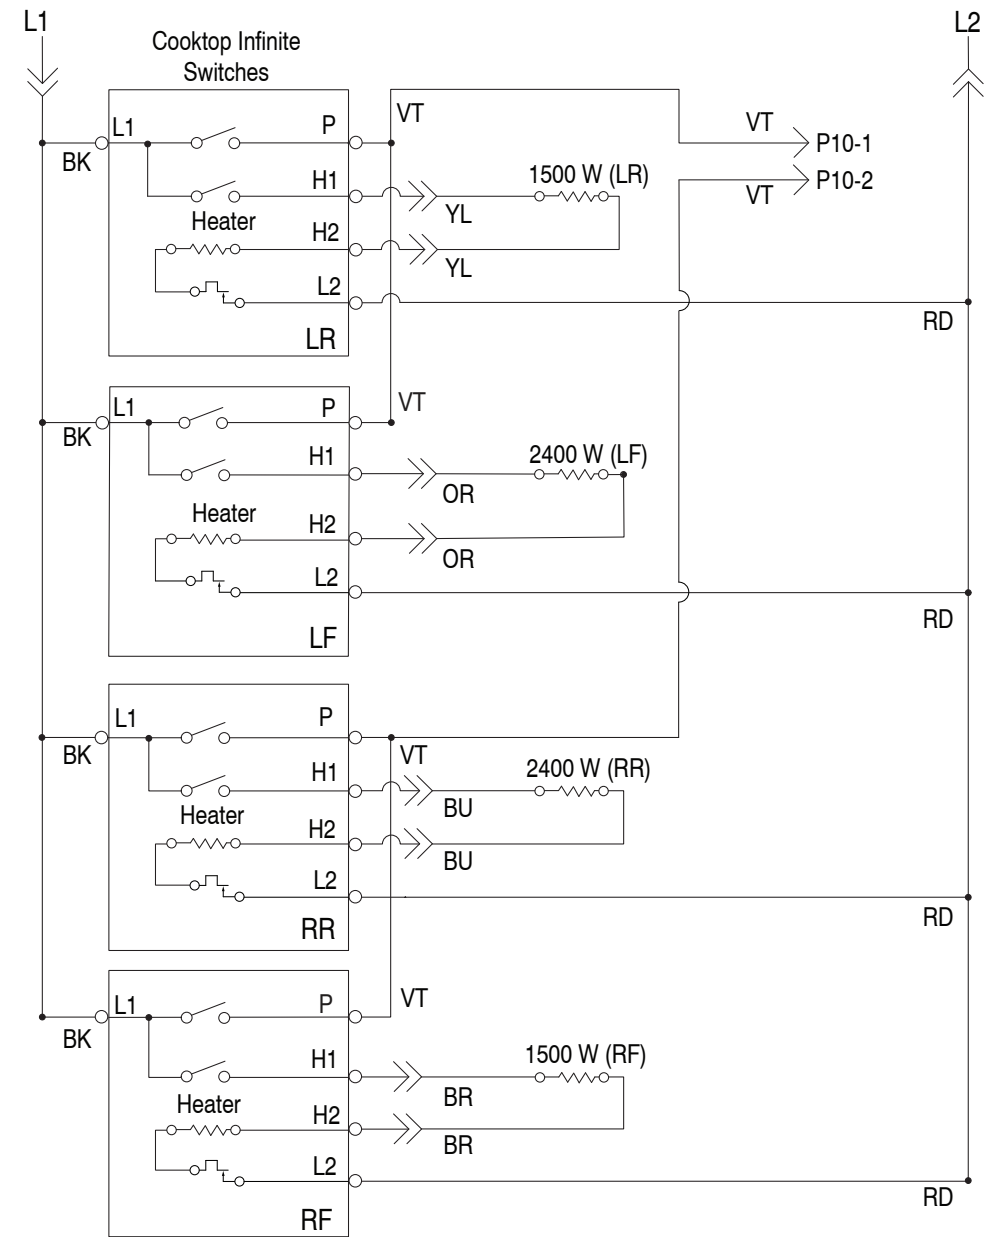 L1
L2
Cooktop Infinite
Switches
L1
P
VT
VT
P10-1
BK
H1
1500 W (LR)
P10-2
VT
YL
Heater
H2
YL
L2
RD
LR
L1
P
VT
BK
H1
2400 W (LF)
OR
Heater
H2
OR
L2
RD
LF
L1
P
BK
VT
H1
2400 W (RR)
BU
Heater
H2
BU
L2
RD
RR
L1
P
VT
BK
H1
1500 W (RF)
BR
Heater
H2
BR
L2
RD
RF